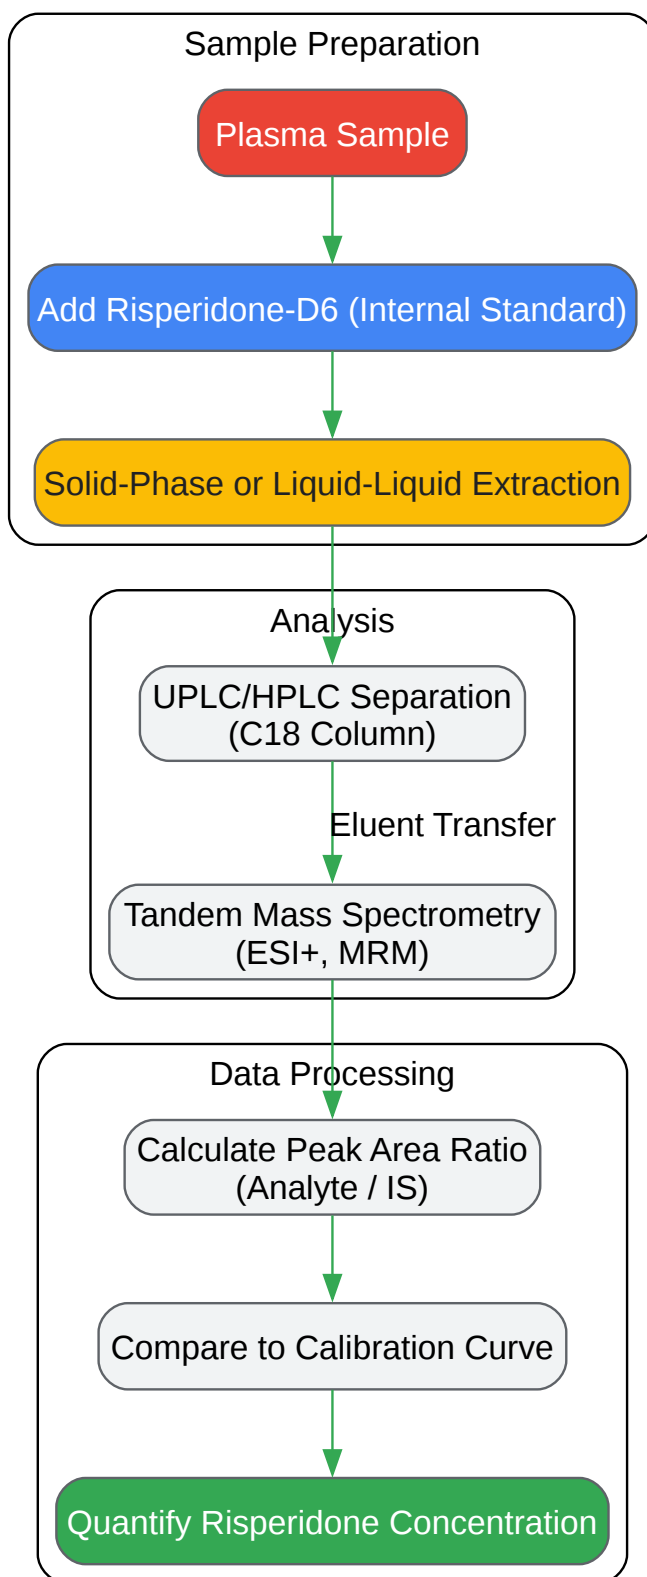 Sample Preparation
Plasma Sample
Add Risperidone-D6 (Internal Standard)
Solid-Phase or Liquid-Liquid Extraction
Analysis
UPLC/HPLC Separation
(C18 Column)
Eluent Transfer
Tandem Mass Spectrometry
(ESI+, MRM)
Data Processing
Calculate Peak Area Ratio
(Analyte / IS)
Compare to Calibration Curve
Quantify Risperidone Concentration